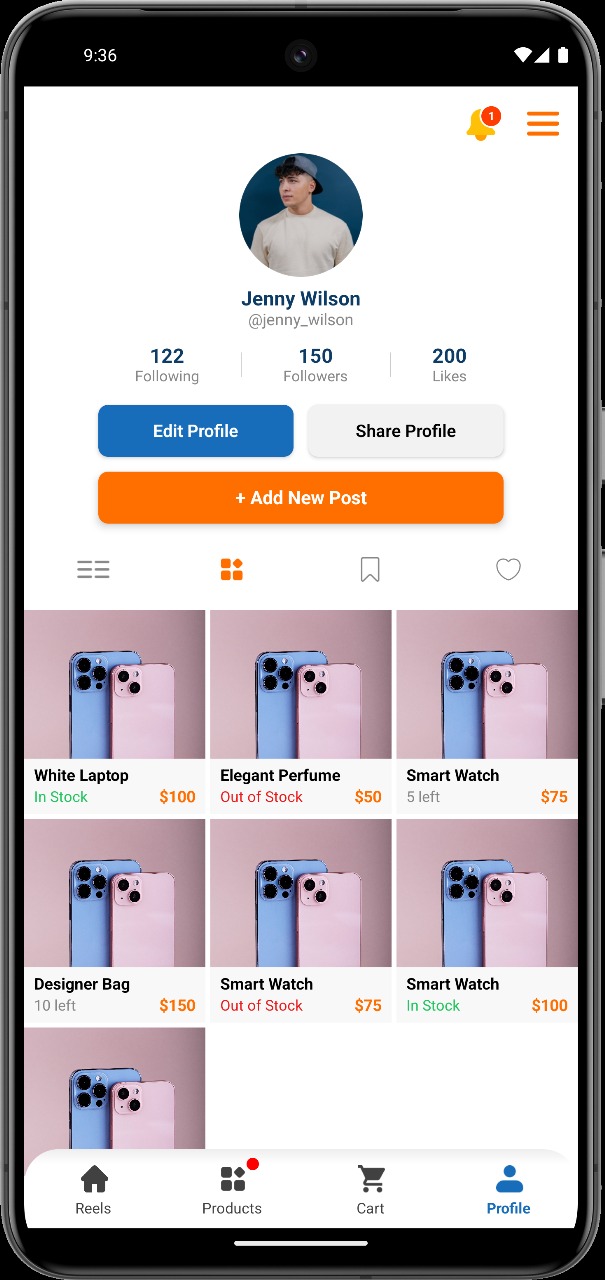 9:36
1
Jenny Wilson
@jenny_wilson
122 150 200
Following Followers Likes
Edit Profile Share Profile
+ Add New Post
White Laptop Elegant Perfume Smart Watch
In Stock $100 Out of Stock $50 5 left $75
Designer Bag Smart Watch Smart Watch
10 left $150 Out of Stock $75 In Stock $100
Reels Products Cart Profile